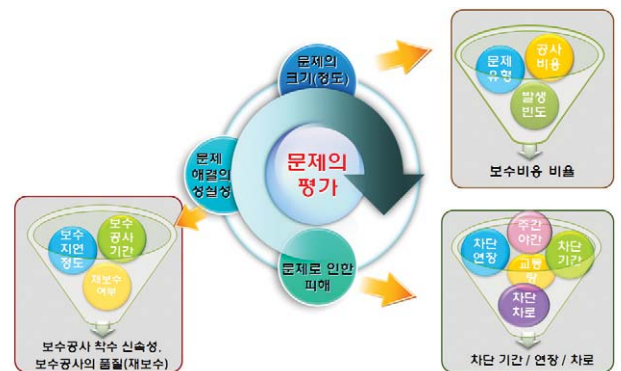 문제의
크기(정도)
문제
해결의
성실성
문제의
평가
문제로 인한
피해
문제
유형
공사
비용
발생
빈도
보수비용 비율
보수
지연
정도
보수
공사
기간
재보수
여부
보수공사 착수 신속성,
보수공사의 품질(재보수)
차단
연장
주간
야간
차단
기간
교통
량
차단
차로
차단 기간 / 연장 / 차로